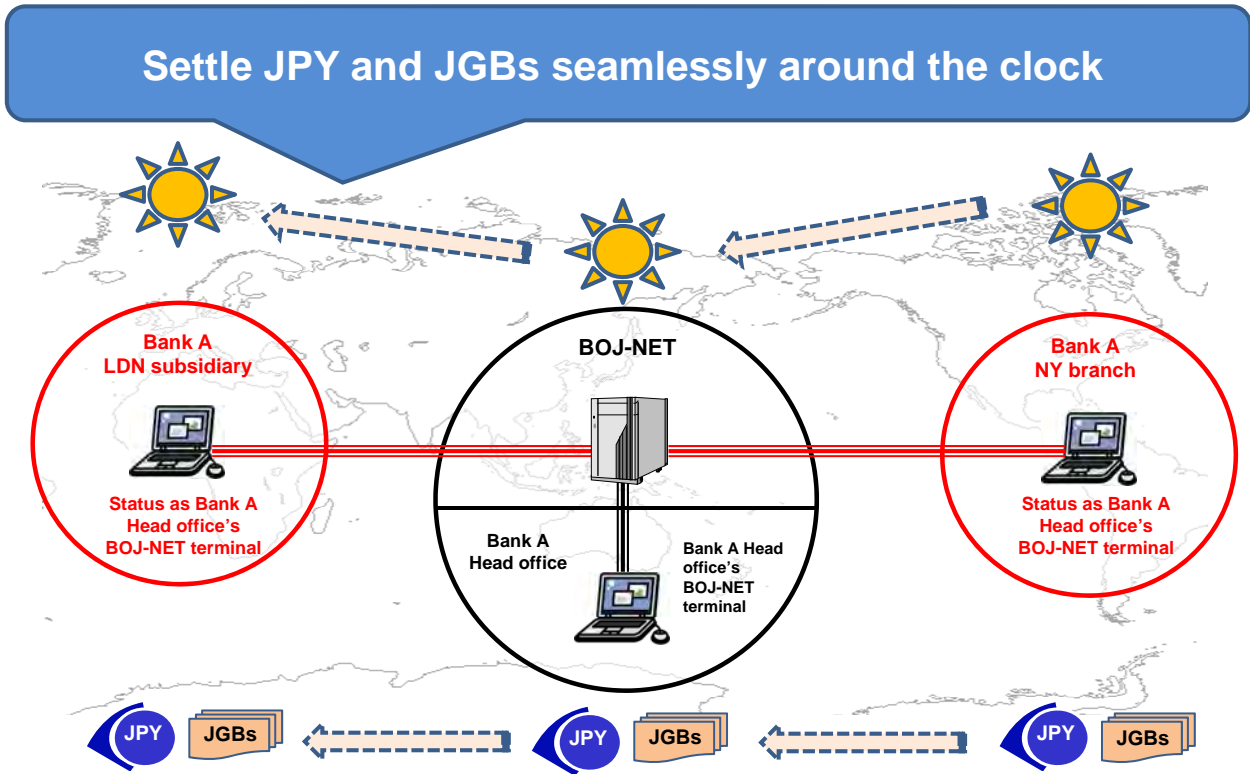 Settle JPY and JGBs seamlessly around the clock
Bank A
LDN subsidiary
Status as Bank A
Head office's
BOJ-NET terminal
BOJ-NET
Bank A
Head office
Bank A Head
office's
BOJ-NET
terminal
Bank A
NY branch
Status as Bank A
Head office's
BOJ-NET terminal
JPY
JGBs
JPY
JGBs
JPY
JGBs